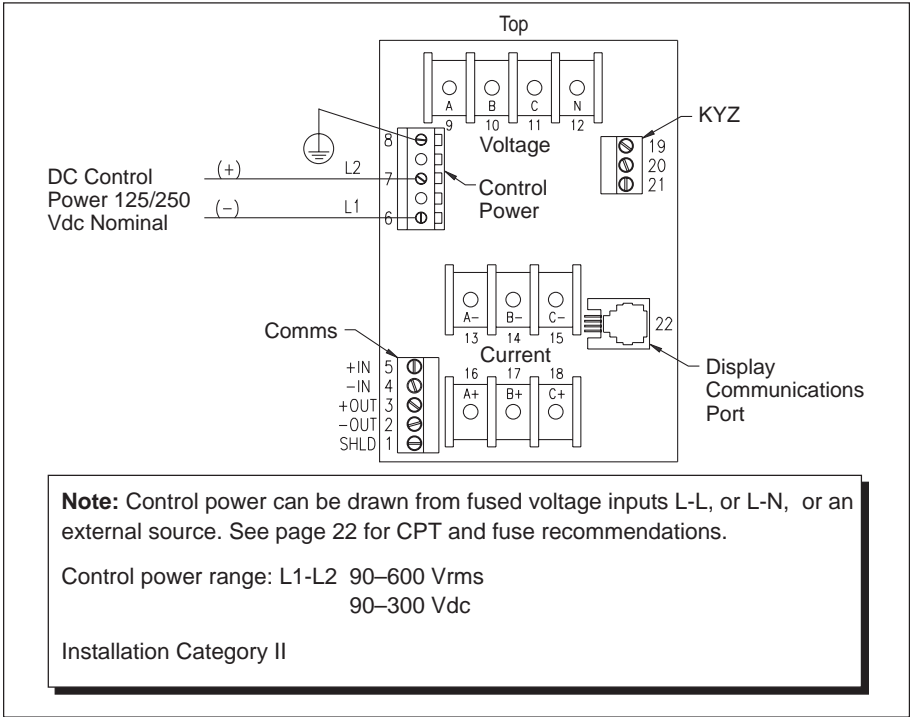 Top
A B C N
9 10 11 12
Voltage
KYZ
19
20
21
8
7
6
DC Control
Power 125/250
Vdc Nominal
(+) L2
(−) L1
Control
Power
A− B− C−
13 14 15
Current
16 17 18
A+ B+ C+
22
Display
Communications
Port
Comms
+IN 5
−IN 4
+OUT 3
−OUT 2
SHLD 1
Note: Control power can be drawn from fused voltage inputs L-L, or L-N, or an
external source. See page 22 for CPT and fuse recommendations.
Control power range: L1-L2 90–600 Vrms
90–300 Vdc
Installation Category II